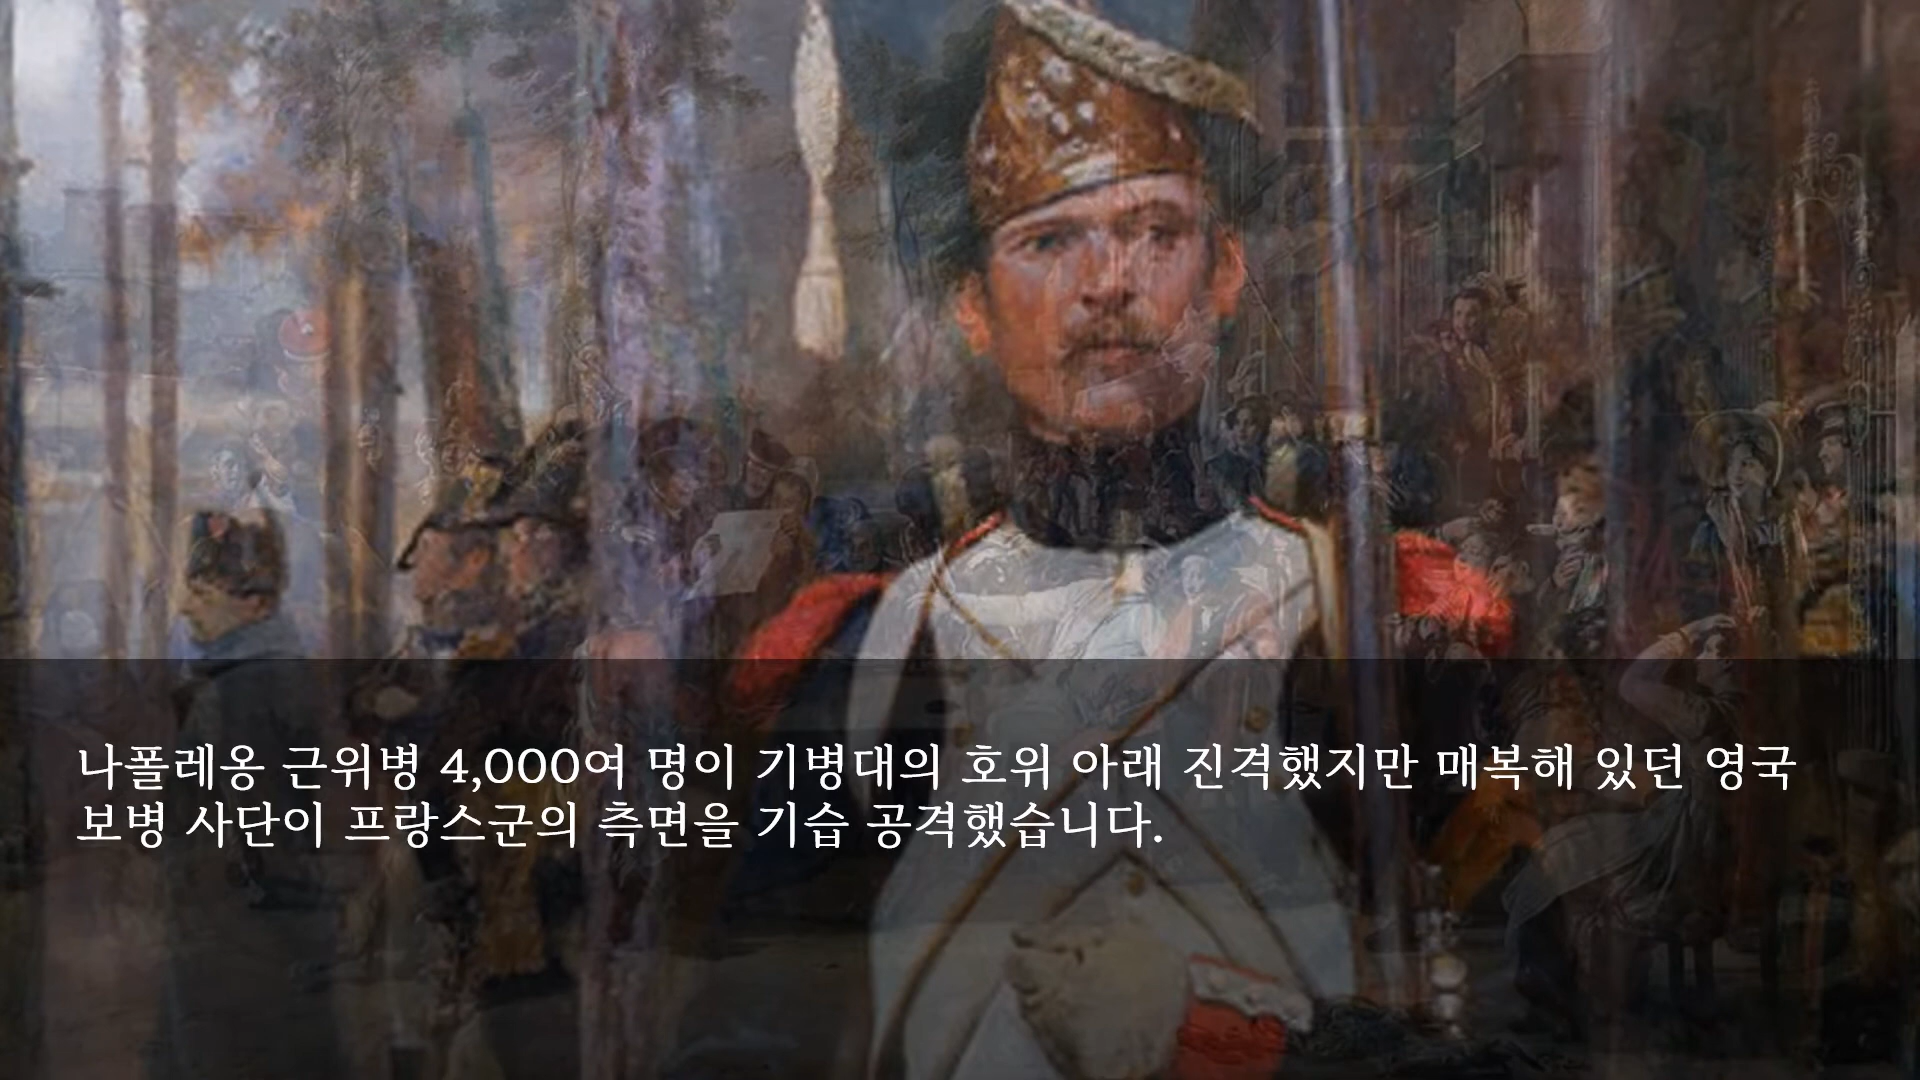 나폴레옹 근위병 4,000여 명이 기병대의 호위 아래 진격했지만 매복해 있던 영국
보병 사단이 프랑스군의 측면을 기습 공격했습니다.